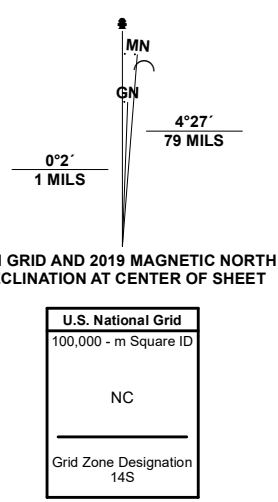 MN
GN
4°27´
79 MILS
0°2´
1 MILS
GRID AND 2019 MAGNETIC NORTH
CLINATION AT CENTER OF SHEET
U.S. National Grid
100,000 - m Square ID
NC
Grid Zone Designation
14S